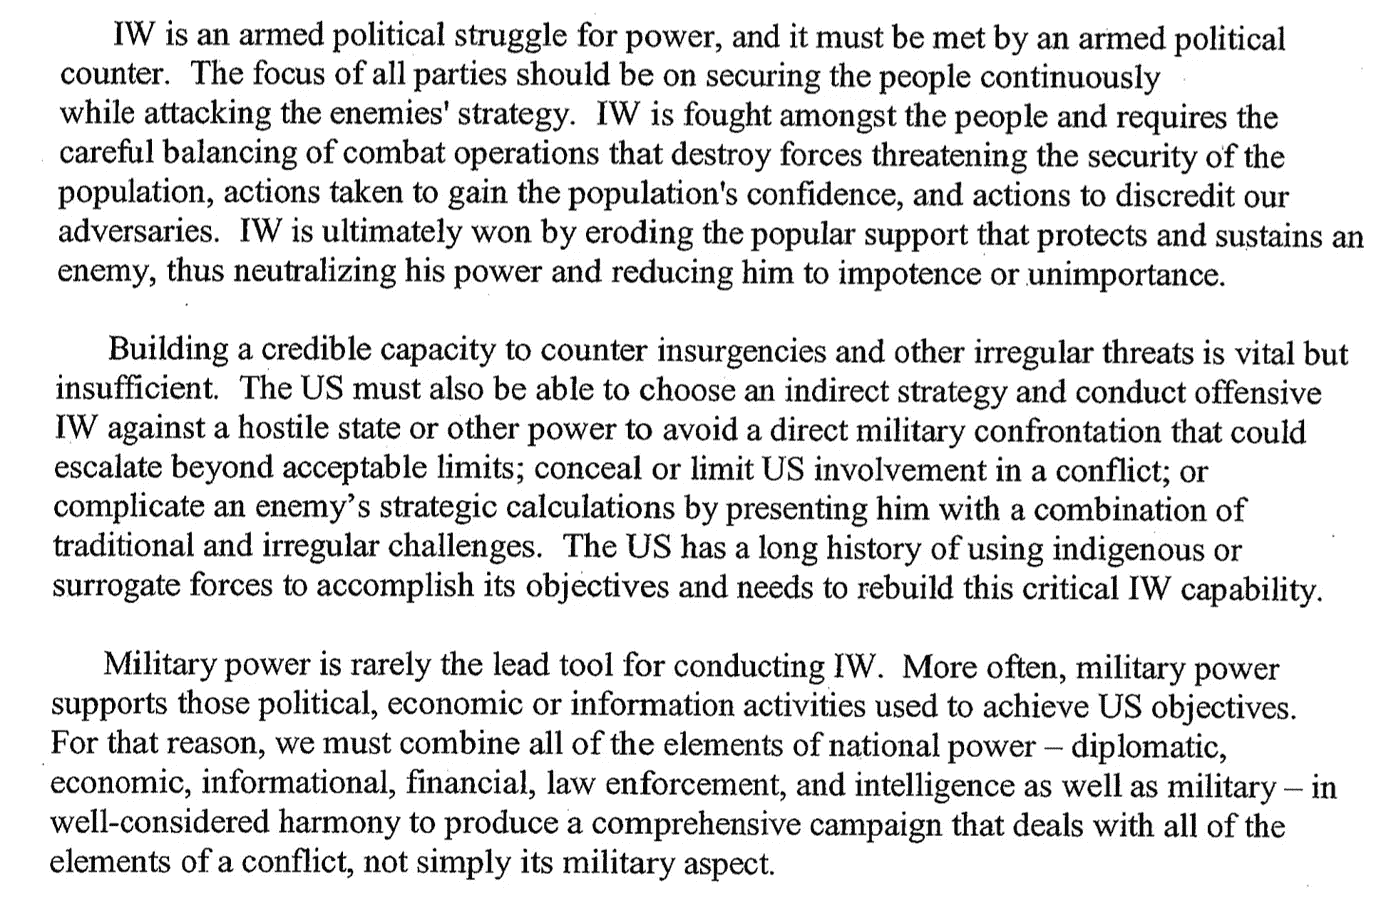 IW is an armed political struggle for power, and it must be met by an armed political
counter.  The focus of all parties should be on securing the people continuously
while attacking the enemies' strategy.  IW is fought amongst the people and requires the
careful balancing of combat operations that destroy forces threatening the security of the
population, actions taken to gain the population's confidence, and actions to discredit our
adversaries.  IW is ultimately won by eroding the popular support that protects and sustains an
enemy, thus neutralizing his power and reducing him to impotence or unimportance.
Building a credible capacity to counter insurgencies and other irregular threats is vital but
insufficient.  The US must also be able to choose an indirect strategy and conduct offensive
IW against a hostile state or other power to avoid a direct military confrontation that could
escalate beyond acceptable limits; conceal or limit US involvement in a conflict; or
complicate an enemy’s strategic calculations by presenting him with a combination of
traditional and irregular challenges.  The US has a long history of using indigenous or
surrogate forces to accomplish its objectives and needs to rebuild this critical IW capability.
Military power is rarely the lead tool for conducting IW.  More often, military power
supports those political, economic or information activities used to achieve US objectives.
For that reason, we must combine all of the elements of national power – diplomatic,
economic, informational, financial, law enforcement, and intelligence as well as military – in
well-considered harmony to produce a comprehensive campaign that deals with all of the
elements of a conflict, not simply its military aspect.